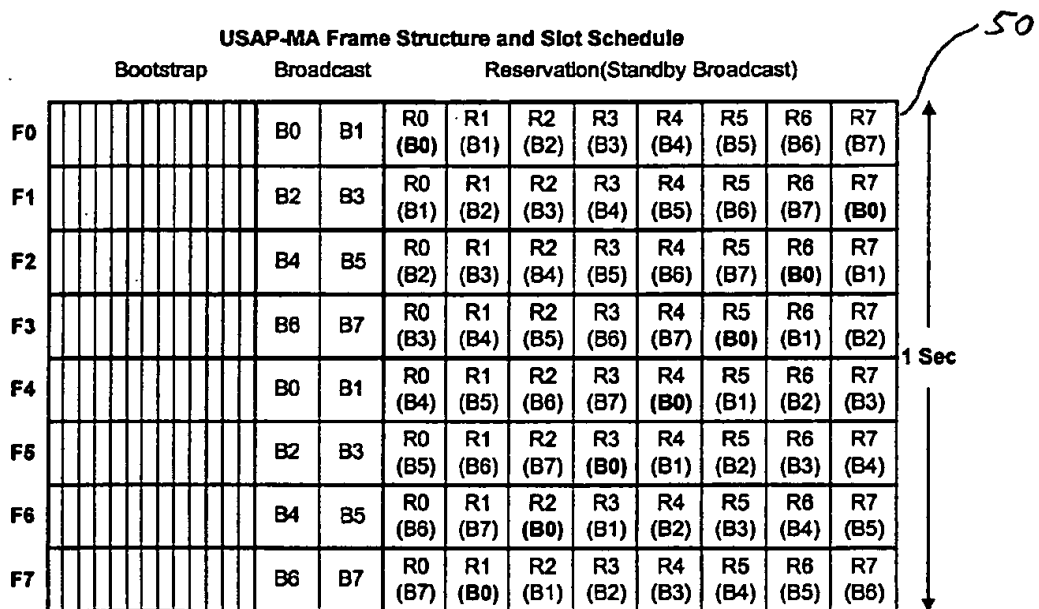 50
USAP-MA Frame Structure and Slot Schedule
Bootstrap Broadcast Reservation(Standby Broadcast)
F0 B0 B1 R0 R1 R2 R3 R4 R5 R6 R7
(B0) (B1) (B2) (B3) (B4) (B5) (B6) (B7)
F1 B2 B3 R0 R1 R2 R3 R4 R5 R6 R7
(B1) (B2) (B3) (B4) (B5) (B6) (B7) (B0)
F2 B4 B5 R0 R1 R2 R3 R4 R5 R6 R7
(B2) (B3) (B4) (B5) (B6) (B7) (B0) (B1)
F3 B6 B7 R0 R1 R2 R3 R4 R5 R6 R7
(B3) (B4) (B5) (B6) (B7) (B0) (B1) (B2)
1 Sec
F4 B0 B1 R0 R1 R2 R3 R4 R5 R6 R7
(B4) (B5) (B6) (B7) (B0) (B1) (B2) (B3)
F5 B2 B3 R0 R1 R2 R3 R4 R5 R6 R7
(B5) (B6) (B7) (B0) (B1) (B2) (B3) (B4)
F6 B4 B5 R0 R1 R2 R3 R4 R5 R6 R7
(B6) (B7) (B0) (B1) (B2) (B3) (B4) (B5)
F7 B6 B7 R0 R1 R2 R3 R4 R5 R6 R7
(B7) (B0) (B1) (B2) (B3) (B4) (B5) (B6)